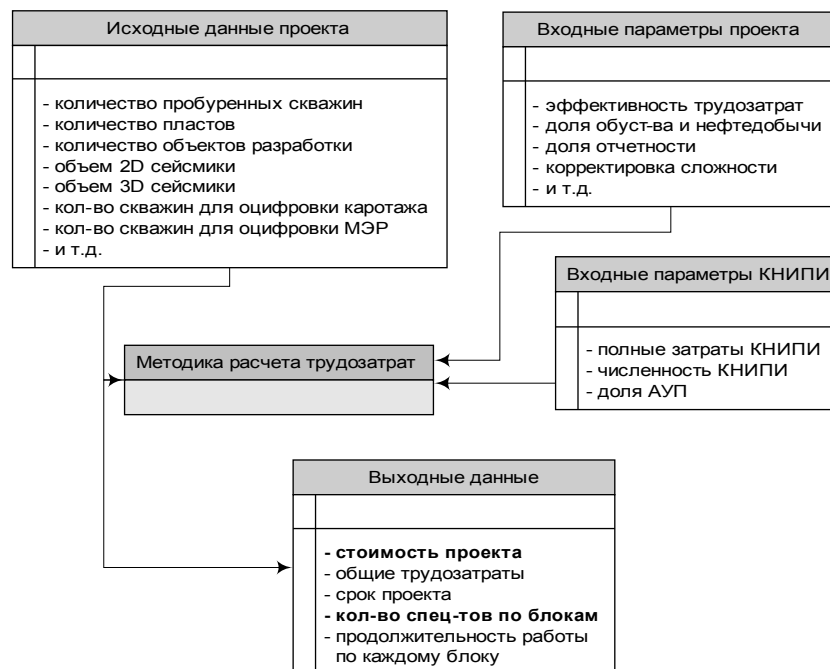 Исходные данные проекта
- количество пробуренных скважин
- количество пластов
- количество объектов разработки
- объем 2D сейсмики
- объем 3D сейсмики
- кол-во скважин для оцифровки каротажа
- кол-во скважин для оцифровки МЭР
- и т.д.
Входные параметры проекта
- эффективность трудозатрат
- доля обуст-ва и нефтедобычи
- доля отчетности
- корректировка сложности
- и т.д.
Входные параметры КНИПИ
- полные затраты КНИПИ
- численность КНИПИ
- доля АУП
Методика расчета трудозатрат
Выходные данные
- стоимость проекта
- общие трудозатраты
- срок проекта
- кол-во спец-тов по блокам
- продолжительность работы
по каждому блоку